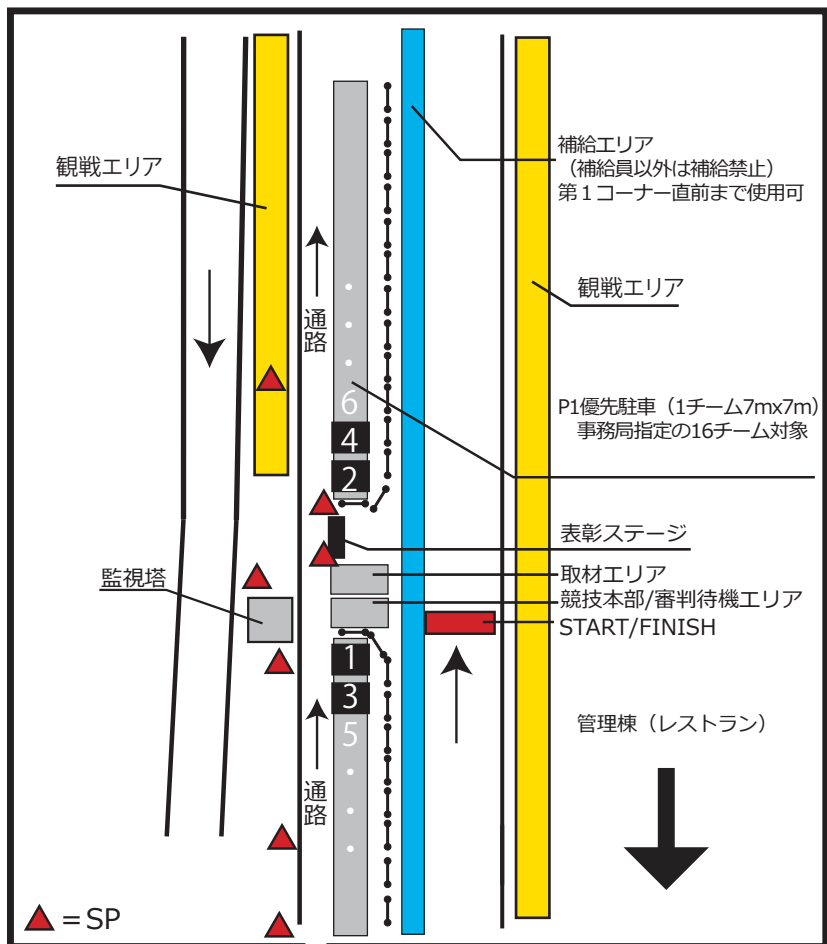 補給エリア
（補給員以外は補給禁止）
第１コーナー直前まで使用可
観戦エリア
観戦エリア
通路
6
4
2
P1優先駐車（1チーム7mx7m）
事務局指定の16チーム対象
表彰ステージ
取材エリア
監視塔
競技本部/審判待機エリア
START/FINISH
1
3
5
管理棟（レストラン）
通路
＝SP